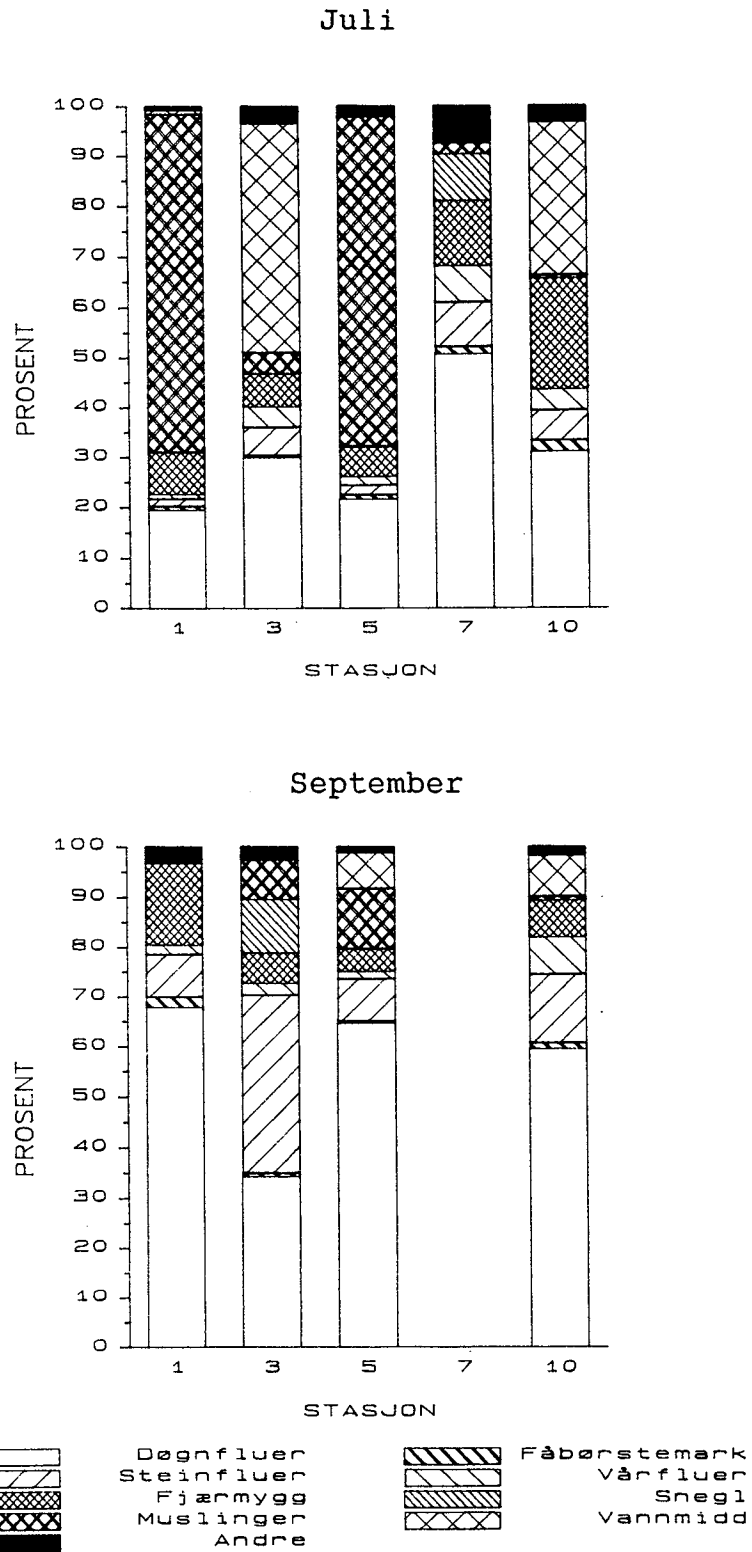 Juli
100
90
80
70
60
50
40
30
20
10
0
PROSENT
1 3 5 7 10
STASJON
September
100
90
80
70
60
50
40
30
20
10
0
PROSENT
1 3 5 7 10
STASJON
Døgnfluer Fåbørstemark
Steinfluer Vårfluer
Fjærmygg Snegl
Muslinger Vannmidd
Andre